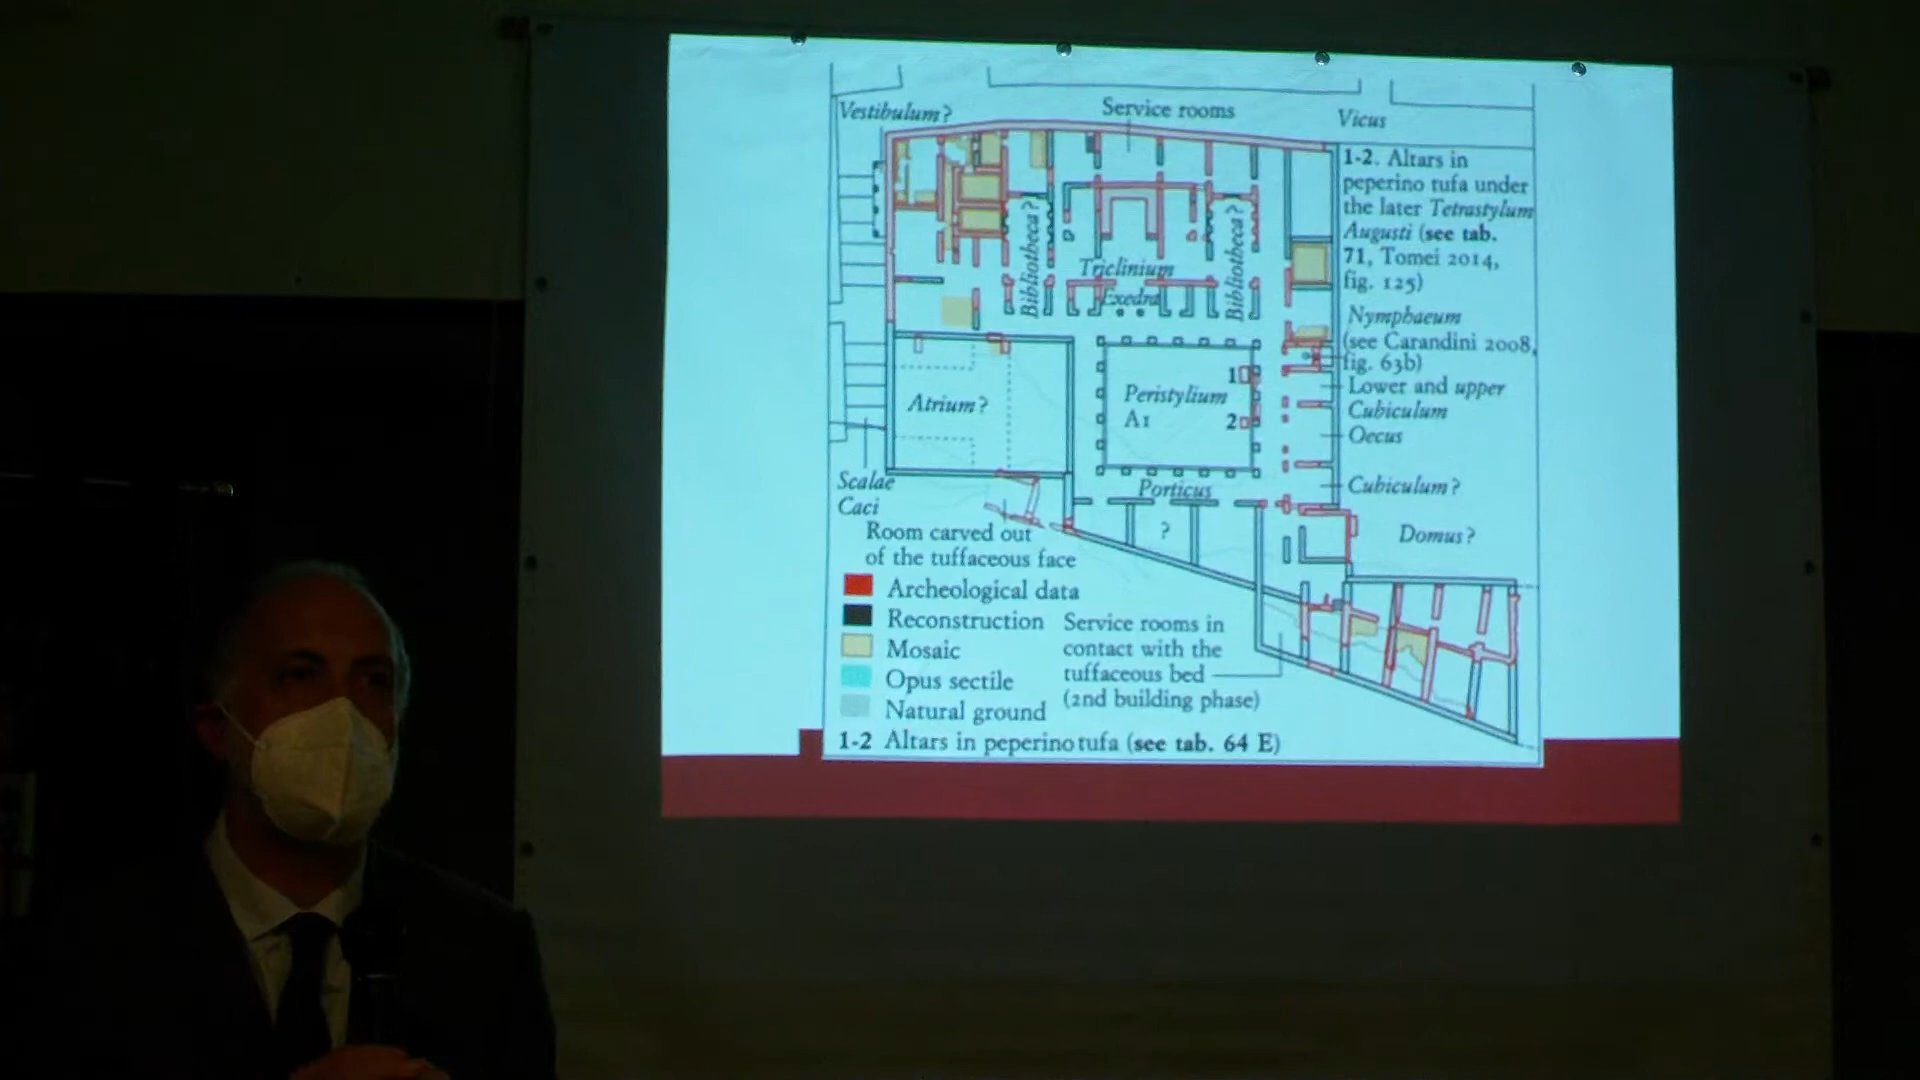 Vestibulum?
Service rooms
Vicus
1-2. Altars in
peperino tufa under
the later Tetrastylum
Augusti (see tab.
71, Tomei 2014,
fig. 125)
Bibliotheca?
Triclinium
Exedra
Bibliotheca?
Nymphaeum
(see Carandini 2008,
fig. 63b)
Lower and upper
Cubiculum
Oecus
Atrium?
Peristylium
A1
1
2
Cubiculum?
Scalae
Caci
Porticus
?
Domus?
Room carved out
of the tuffaceous face
Archeological data
Reconstruction
Mosaic
Opus sectile
Natural ground
Service rooms in
contact with the
tuffaceous bed
(2nd building phase)
1-2 Altars in peperino tufa (see tab. 64 E)